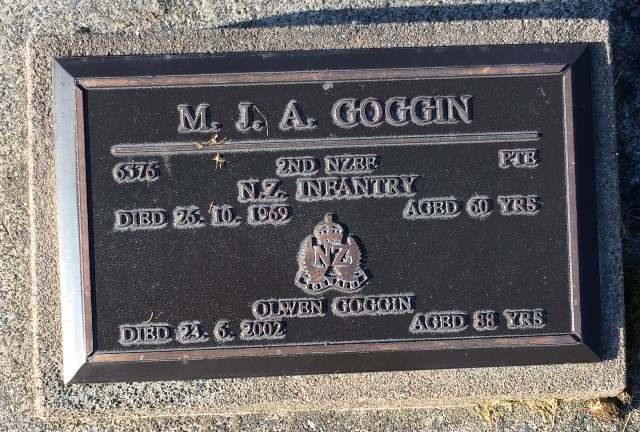 M. J. A. GOGGIN
6376 2ND NZEF PTE
N.Z. INFANTRY
DIED 26. 10. 1969 AGED 60 YRS
NZ
OLWEN GOGGIN
DIED 23. 6. 2002 AGED 88 YRS